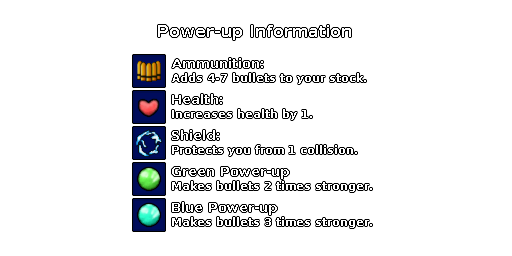 Power-up Information
Ammunition:
Adds 4-7 bullets to your stock.
Health:
Increases health by 1.
Shield:
Protects you from 1 collision.
Green Power-up
Makes bullets 2 times stronger.
Blue Power-up
Makes bullets 3 times stronger.